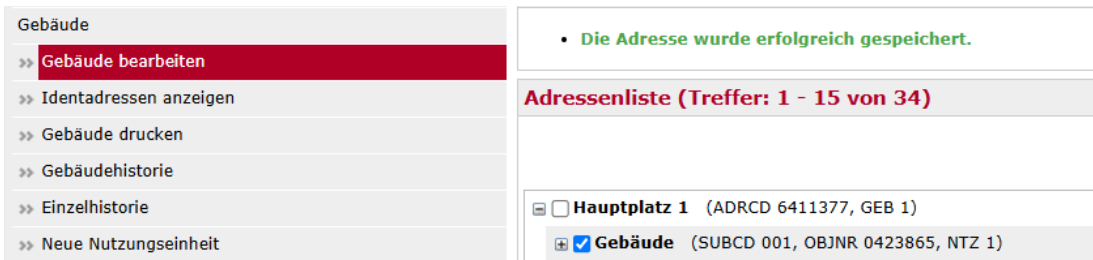 Gebäude
» Gebäude bearbeiten
» Identadressen anzeigen
» Gebäude drucken
» Gebäudehistorie
» Einzelhistorie
» Neue Nutzungseinheit
• Die Adresse wurde erfolgreich gespeichert.
Adressenliste (Treffer: 1 - 15 von 34)
Hauptplatz 1 (ADRCD 6411377, GEB 1)
Gebäude (SUBCD 001, OBJNR 0423865, NTZ 1)